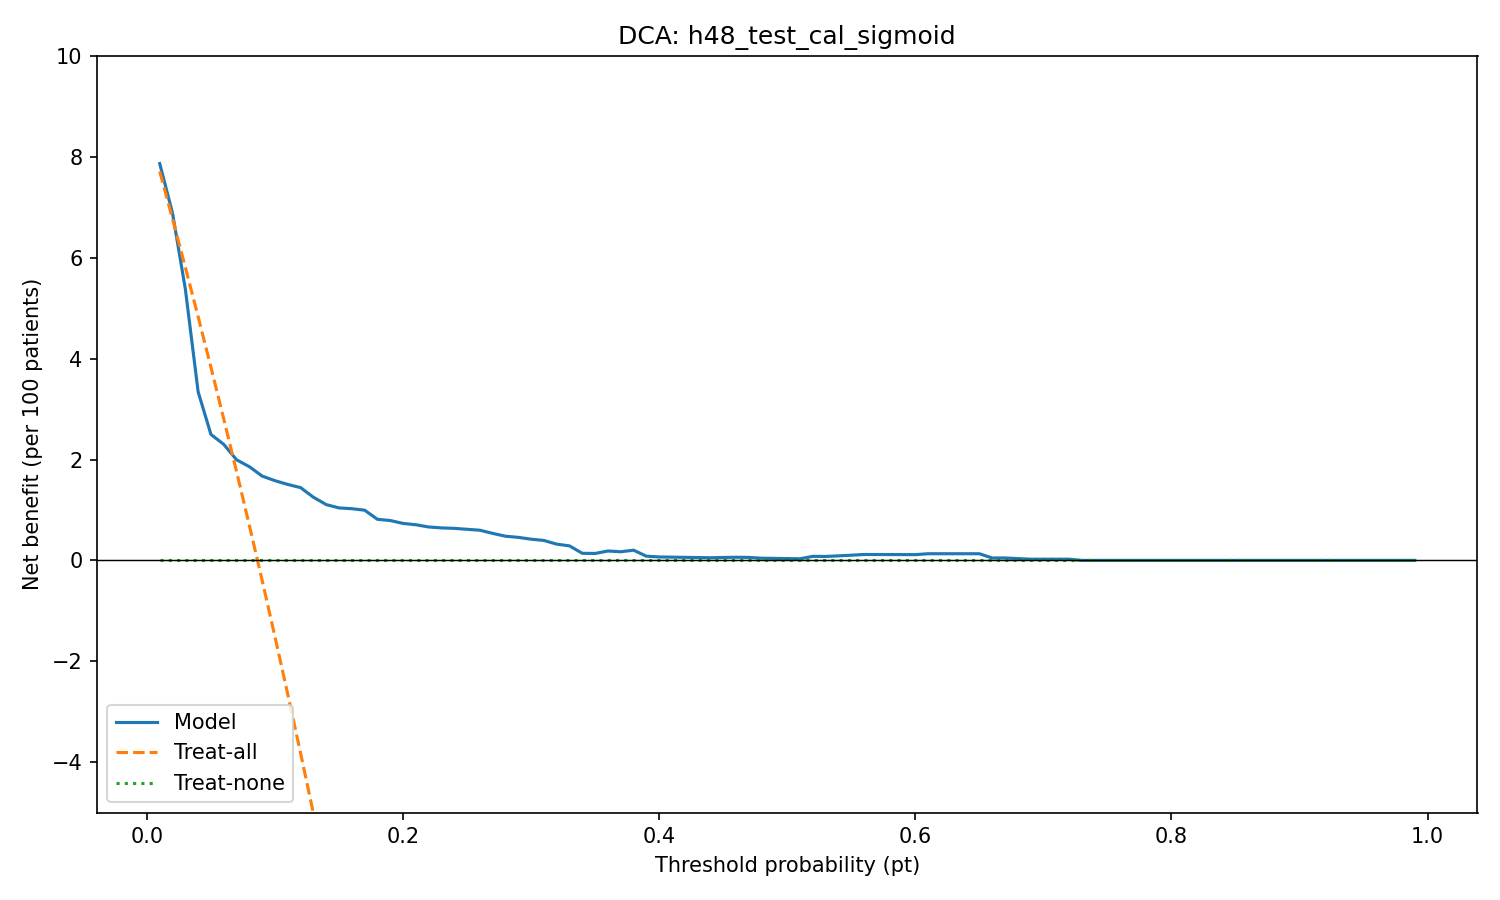 DCA: h48_test_cal_sigmoid
10
8
6
4
2
0
−2
−4
Net benefit (per 100 patients)
Model
Treat-all
Treat-none
0.0 0.2 0.4 0.6 0.8 1.0
Threshold probability (pt)